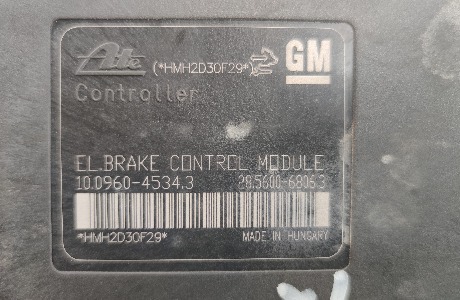 Ate (*HMH2D30F29*) GM
Controller
EL.BRAKE CONTROL MODULE
10.0960-4534.3 28.5600-6806.3
*HMH2D30F29* MADE IN HUNGARY